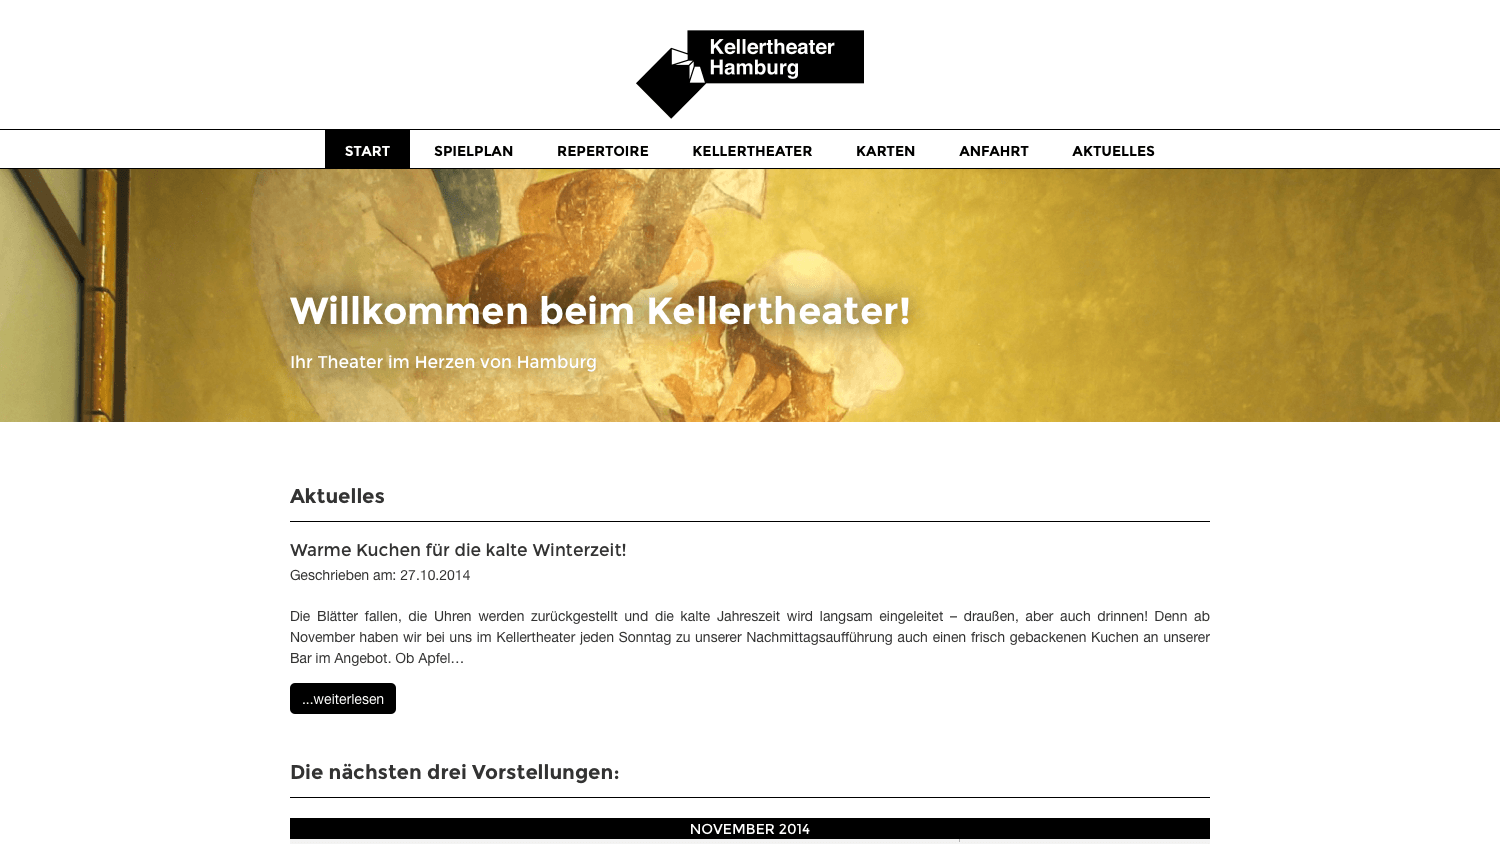 Kellertheater
Hamburg
START
SPIELPLAN
REPERTOIRE
KELLERTHEATER
KARTEN
ANFAHRT
AKTUELLES
Willkommen beim Kellertheater!
Ihr Theater im Herzen von Hamburg
Aktuelles
Warme Kuchen für die kalte Winterzeit!
Geschrieben am: 27.10.2014
Die Blätter fallen, die Uhren werden zurückgestellt und die kalte Jahreszeit wird langsam eingeleitet – draußen, aber auch drinnen! Denn ab
November haben wir bei uns im Kellertheater jeden Sonntag zu unserer Nachmittagsaufführung auch einen frisch gebackenen Kuchen an unserer
Bar im Angebot. Ob Apfel…
...weiterlesen
Die nächsten drei Vorstellungen:
NOVEMBER 2014